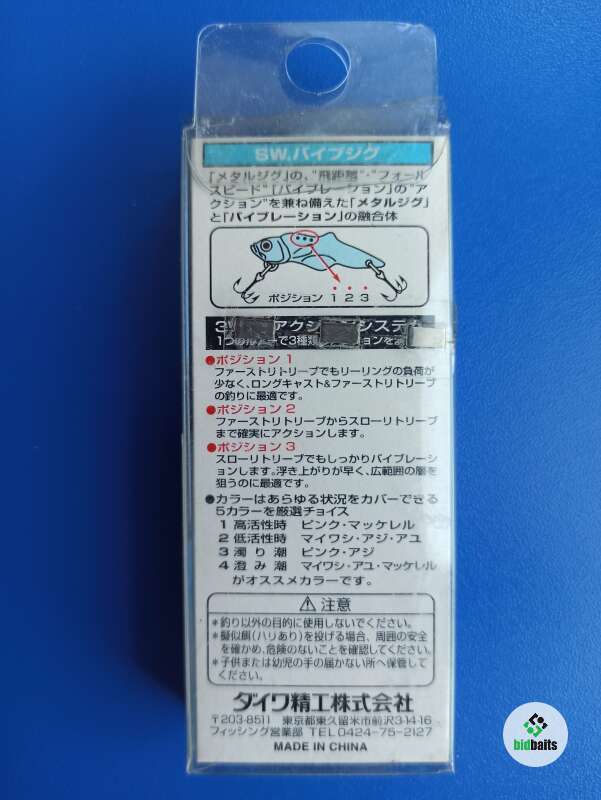 SW.バイブジグ
「メタルジグ」の、"飛距離"・"フォール
スピード"「バイブレーション」の"ア
クション"を兼ね備えた「メタルジグ」
と「バイブレーション」の融合体
ポジション 1 2 3
アクションシステム
1つのルアーで3種類
●ポジション 1
ファーストリトリーブでもリーリングの負荷が
少なく、ロングキャスト&ファーストリトリーブ
の釣りに最適です。
●ポジション 2
ファーストリトリーブからスローリトリーブ
まで確実にアクションします。
●ポジション 3
スローリトリーブでもしっかりバイブレーシ
ョンします。浮き上がりが早く、広範囲の層を
狙うのに最適です。
●カラーはあらゆる状況をカバーできる
5カラーを厳選チョイス
1 高活性時 ピンク・マッケレル
2 低活性時 マイワシ・アジ・アユ
3 濁り潮 ピンク・アジ
4 澄み潮 マイワシ・アユ・マッケレル
がオススメカラーです。
⚠注意
*釣り以外の目的に使用しないでください。
*擬似餌(ハリあり)を投げる場合、周囲の安全
を確かめ、危険のないことを確認してください。
*子供または幼児の手の届かない所へ保管して
ください。
ダイワ精工株式会社
〒203-8511 東京都東久留米市前沢3-14-16
フィッシング営業部 TEL 0424-75-2127
MADE IN CHINA
bidbaits